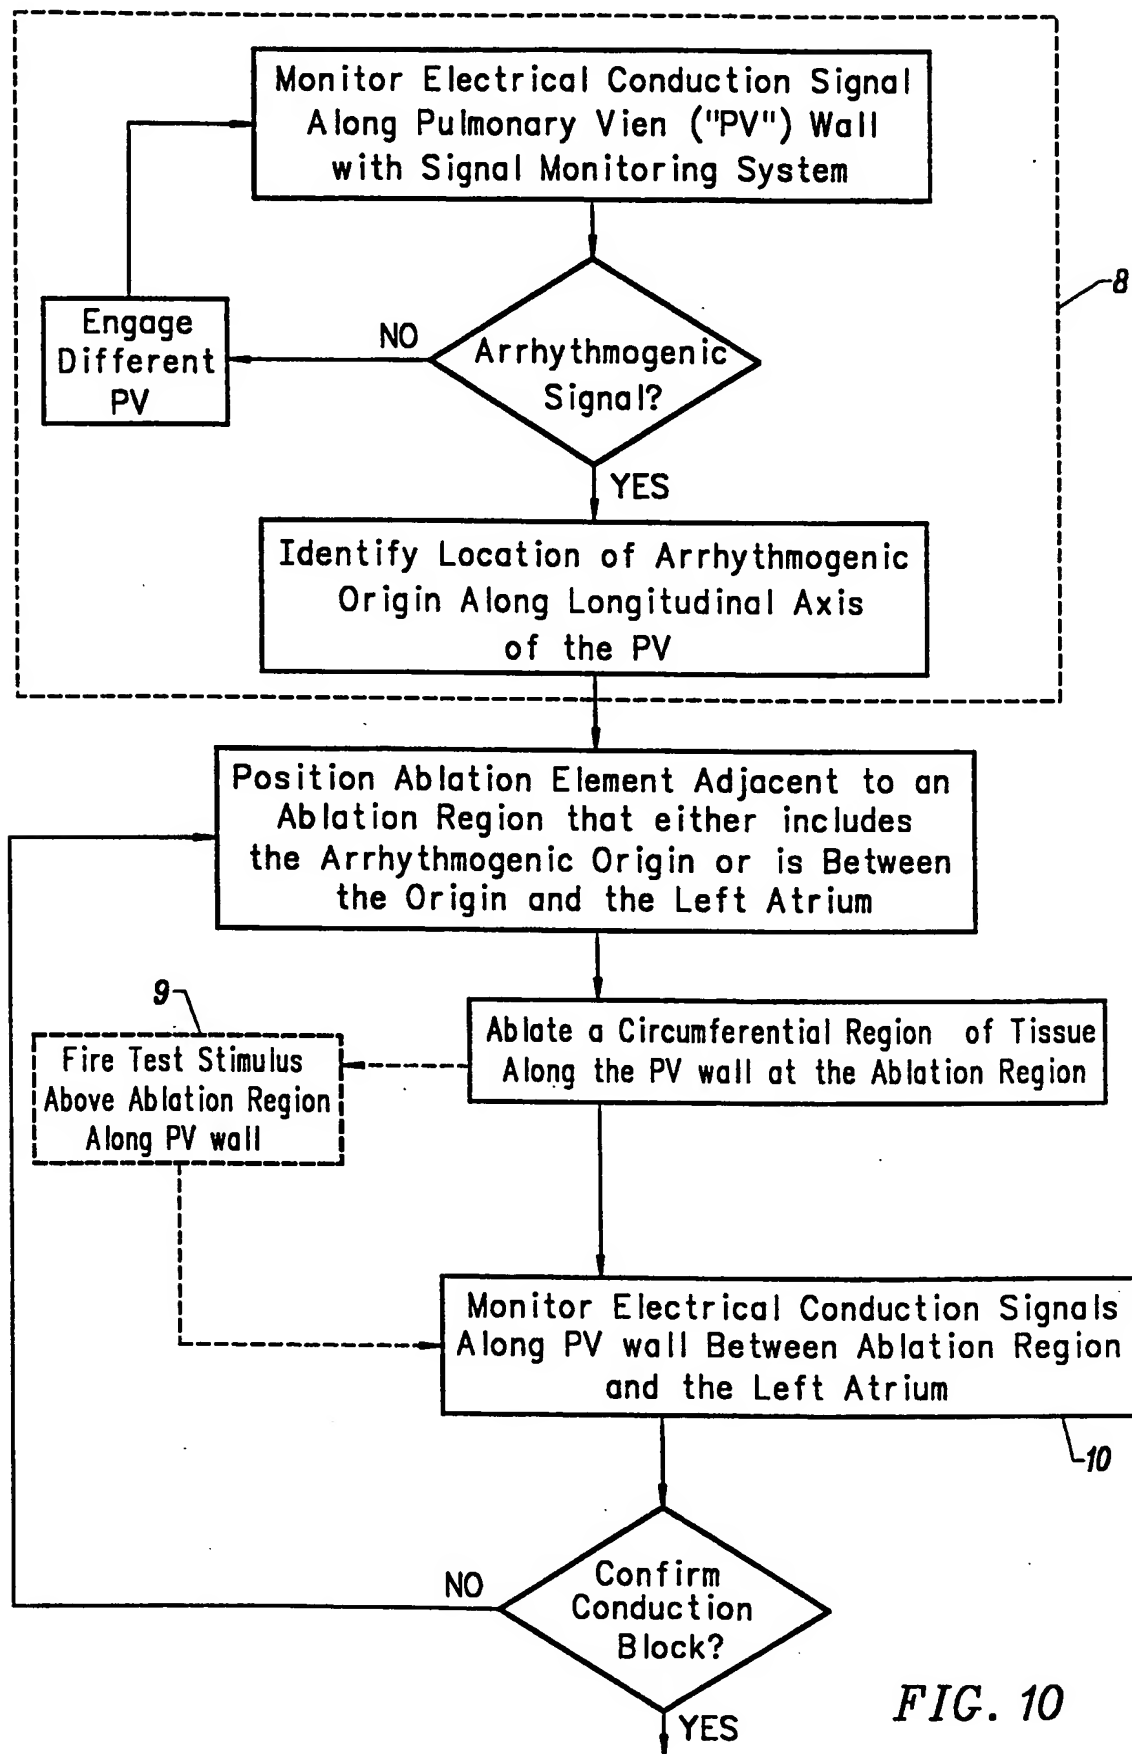 Monitor Electrical Conduction Signal
Along Pulmonary Vien ("PV") Wall
with Signal Monitoring System
8
Engage
Different
PV
NO
Arrhythmogenic
Signal?
YES
Identify Location of Arrhythmogenic
Origin Along Longitudinal Axis
of the PV
Position Ablation Element Adjacent to an
Ablation Region that either includes
the Arrhythmogenic Origin or is Between
the Origin and the Left Atrium
9
Fire Test Stimulus
Above Ablation Region
Along PV wall
Ablate a Circumferential Region of Tissue
Along the PV wall at the Ablation Region
Monitor Electrical Conduction Signals
Along PV wall Between Ablation Region
and the Left Atrium
10
NO
Confirm
Conduction
Block?
YES
FIG. 10